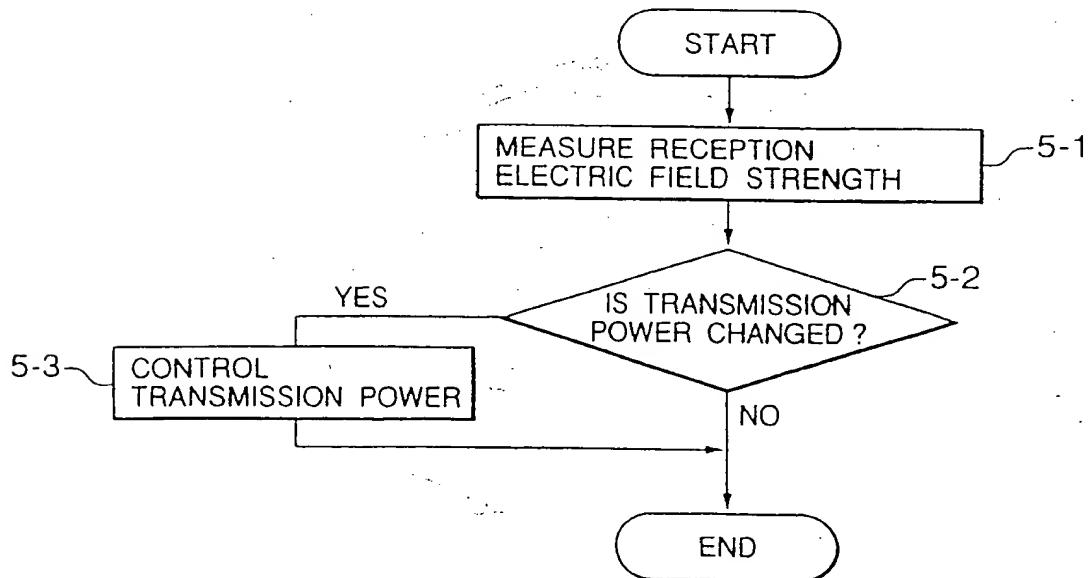 START
MEASURE RECEPTION
ELECTRIC FIELD STRENGTH
5-1
IS TRANSMISSION
POWER CHANGED ?
5-2
YES
5-3
CONTROL
TRANSMISSION POWER
NO
END